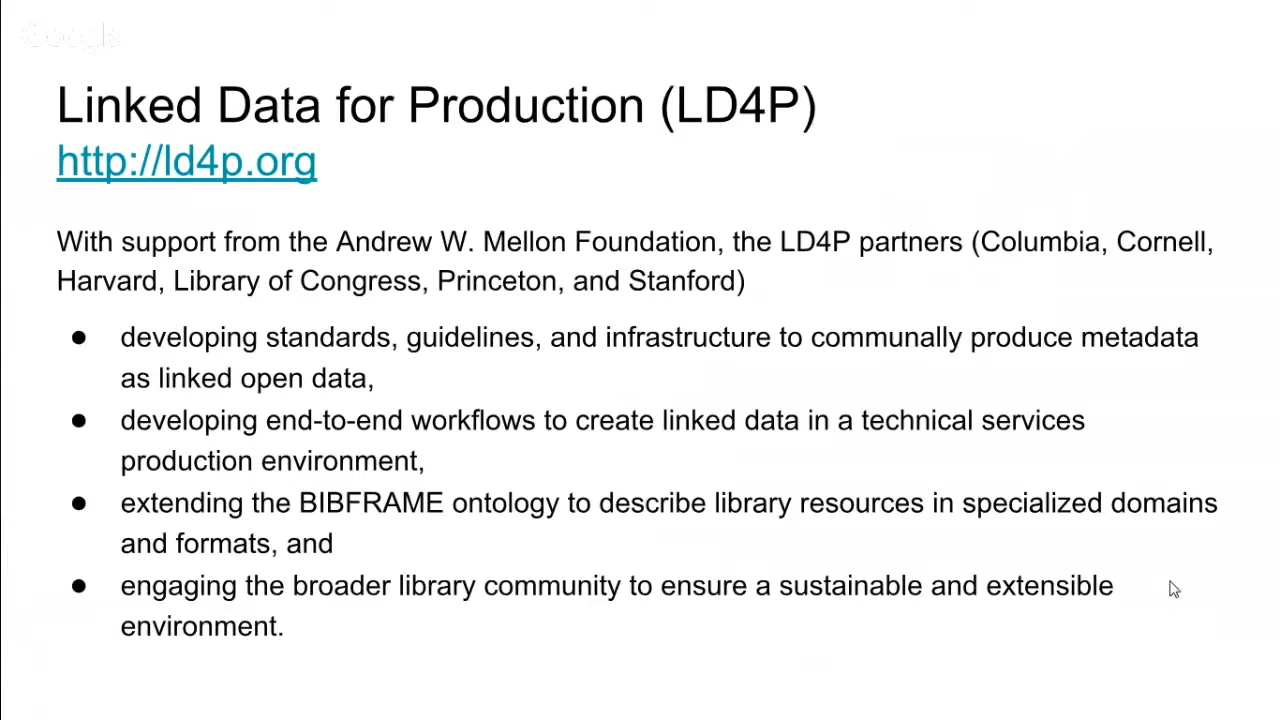 Google
Linked Data for Production (LD4P)
http://ld4p.org
With support from the Andrew W. Mellon Foundation, the LD4P partners (Columbia, Cornell,
Harvard, Library of Congress, Princeton, and Stanford)
● developing standards, guidelines, and infrastructure to communally produce metadata
as linked open data,
● developing end-to-end workflows to create linked data in a technical services
production environment,
● extending the BIBFRAME ontology to describe library resources in specialized domains
and formats, and
● engaging the broader library community to ensure a sustainable and extensible
environment.